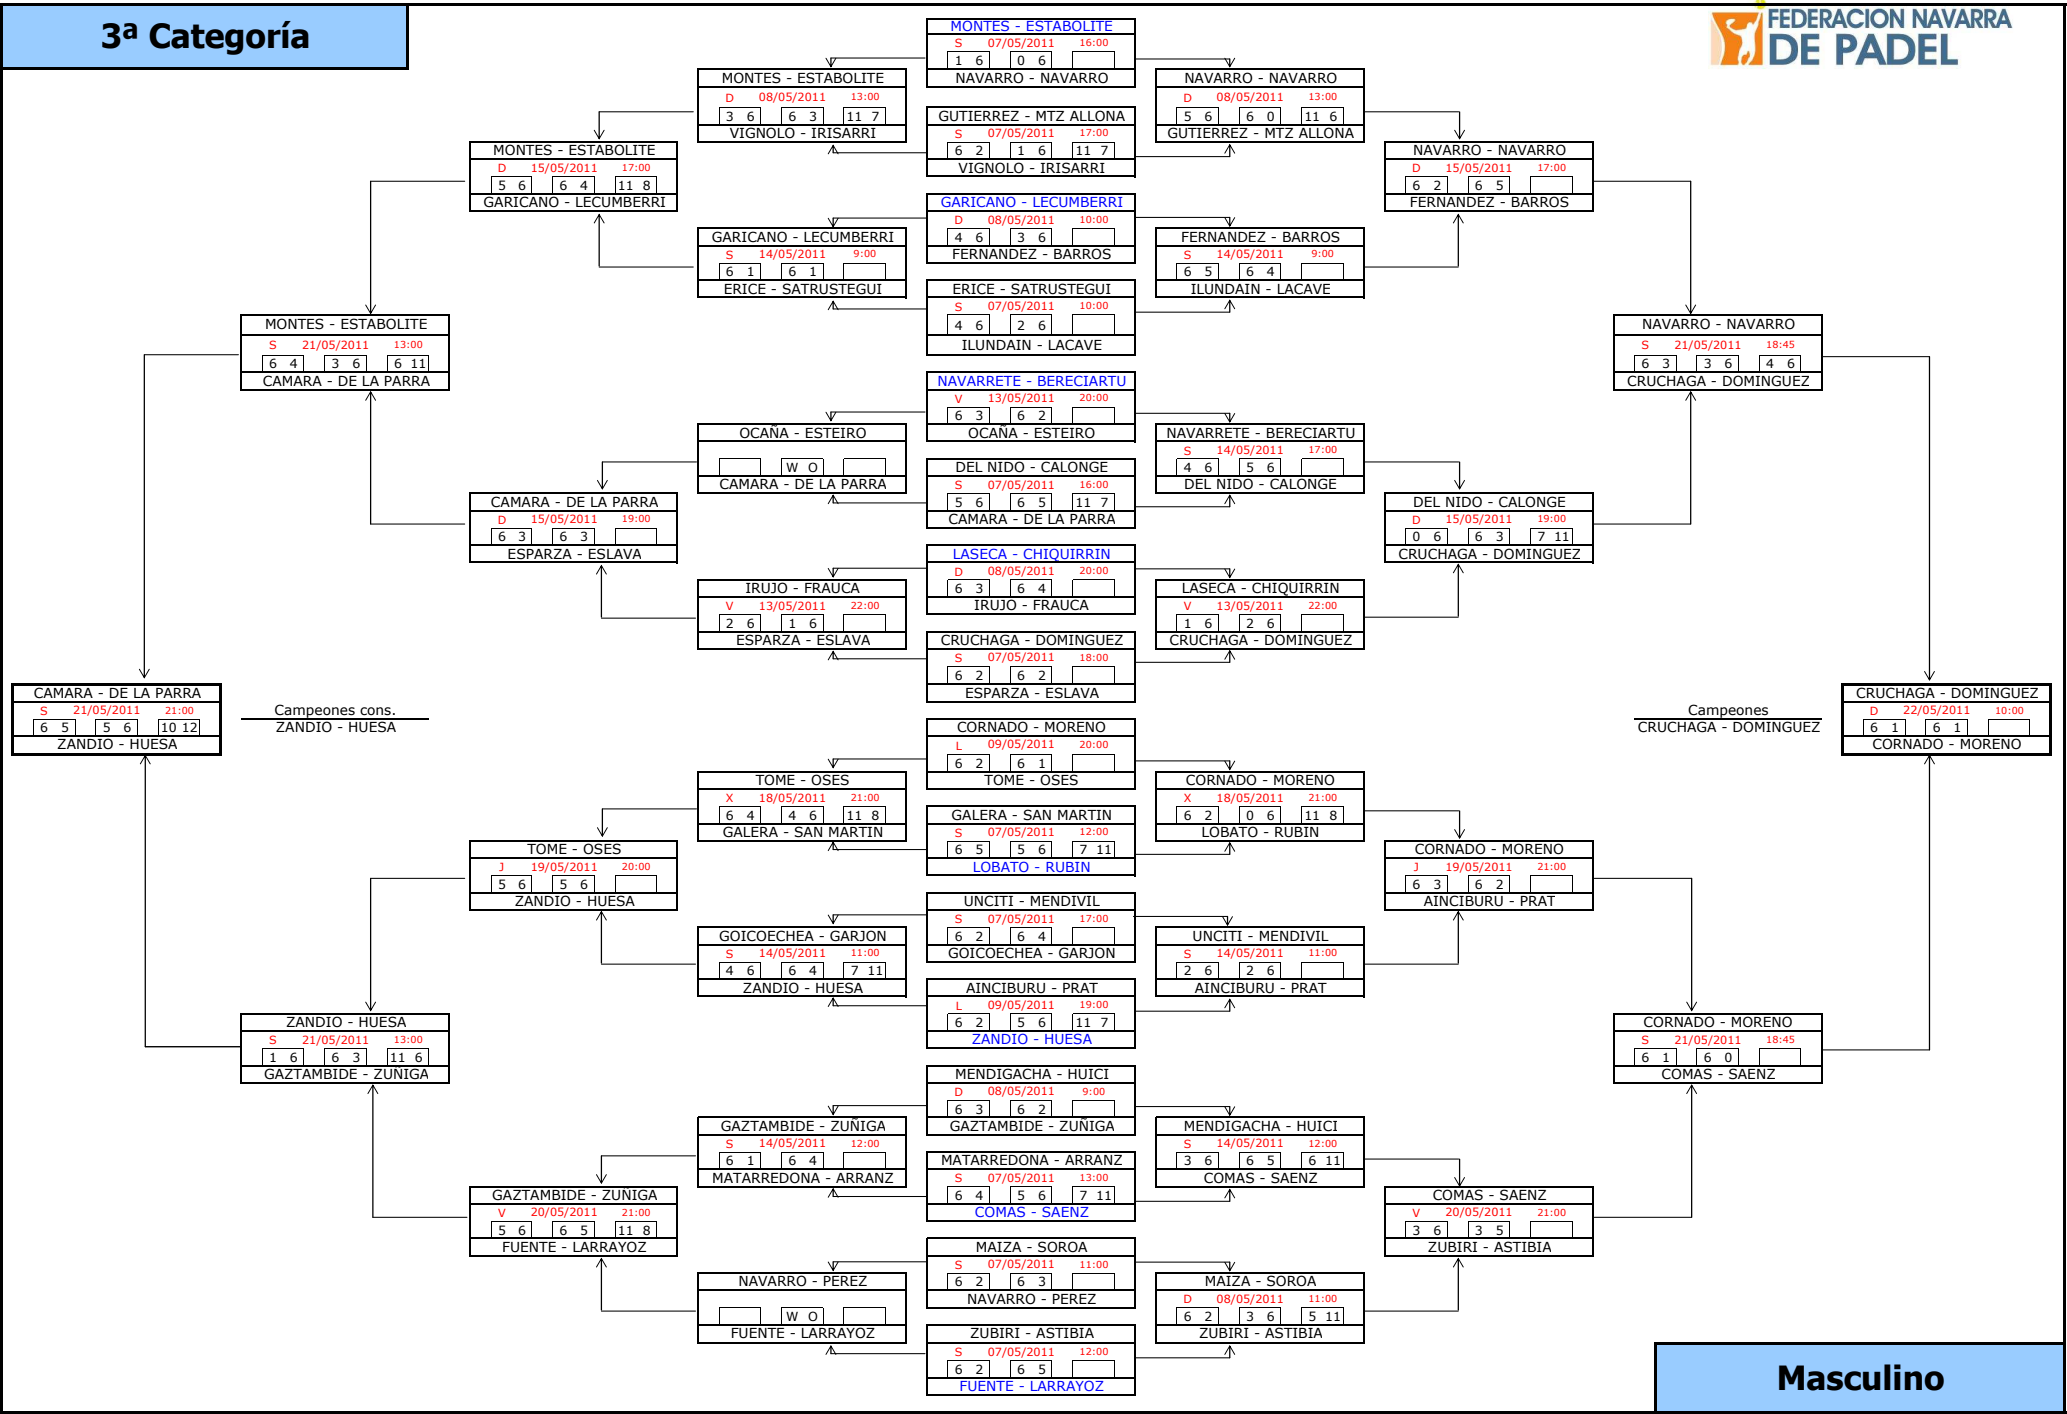 3ª Categoría
FEDERACION NAVARRA
DE PADEL
MONTES - ESTABOLITE
S 07/05/2011 16:00
1 6 0 6
NAVARRO - NAVARRO
GUTIERREZ - MTZ ALLONA
S 07/05/2011 17:00
6 2 1 6 11 7
VIGNOLO - IRISARRI
GARICANO - LECUMBERRI
D 08/05/2011 10:00
4 6 3 6
FERNANDEZ - BARROS
ERICE - SATRUSTEGUI
S 07/05/2011 10:00
4 6 2 6
ILUNDAIN - LACAVE
NAVARRETE - BERECIARTU
V 13/05/2011 20:00
6 3 6 2
OCAÑA - ESTEIRO
DEL NIDO - CALONGE
S 07/05/2011 16:00
5 6 6 5 11 7
CAMARA - DE LA PARRA
LASECA - CHIQUIRRIN
D 08/05/2011 20:00
6 3 6 4
IRUJO - FRAUCA
CRUCHAGA - DOMINGUEZ
S 07/05/2011 18:00
6 2 6 2
ESPARZA - ESLAVA
CORNADO - MORENO
L 09/05/2011 20:00
6 2 6 1
TOME - OSES
GALERA - SAN MARTIN
S 07/05/2011 12:00
6 5 5 6 7 11
LOBATO - RUBIN
UNCITI - MENDIVIL
S 07/05/2011 17:00
6 2 6 4
GOICOECHEA - GARJON
AINCIBURU - PRAT
L 09/05/2011 19:00
6 2 5 6 11 7
ZANDIO - HUESA
MENDIGACHA - HUICI
D 08/05/2011 9:00
6 3 6 2
GAZTAMBIDE - ZUÑIGA
MATARREDONA - ARRANZ
S 07/05/2011 13:00
6 4 5 6 7 11
COMAS - SAENZ
MAIZA - SOROA
S 07/05/2011 11:00
6 2 6 3
NAVARRO - PEREZ
ZUBIRI - ASTIBIA
S 07/05/2011 12:00
6 2 6 5
FUENTE - LARRAYOZ
MONTES - ESTABOLITE
D 08/05/2011 13:00
3 6 6 3 11 7
VIGNOLO - IRISARRI
GARICANO - LECUMBERRI
S 14/05/2011 9:00
6 1 6 1
ERICE - SATRUSTEGUI
OCAÑA - ESTEIRO
W O
CAMARA - DE LA PARRA
IRUJO - FRAUCA
V 13/05/2011 22:00
2 6 1 6
ESPARZA - ESLAVA
TOME - OSES
X 18/05/2011 21:00
6 4 4 6 11 8
GALERA - SAN MARTIN
GOICOECHEA - GARJON
S 14/05/2011 11:00
4 6 6 4 7 11
ZANDIO - HUESA
GAZTAMBIDE - ZUÑIGA
S 14/05/2011 12:00
6 1 6 4
MATARREDONA - ARRANZ
NAVARRO - PEREZ
W O
FUENTE - LARRAYOZ
MONTES - ESTABOLITE
D 15/05/2011 17:00
5 6 6 4 11 8
GARICANO - LECUMBERRI
CAMARA - DE LA PARRA
D 15/05/2011 19:00
6 3 6 3
ESPARZA - ESLAVA
TOME - OSES
J 19/05/2011 20:00
5 6 5 6
ZANDIO - HUESA
GAZTAMBIDE - ZUÑIGA
V 20/05/2011 21:00
5 6 6 5 11 8
FUENTE - LARRAYOZ
MONTES - ESTABOLITE
S 21/05/2011 13:00
6 4 3 6 6 11
CAMARA - DE LA PARRA
ZANDIO - HUESA
S 21/05/2011 13:00
1 6 6 3 11 6
GAZTAMBIDE - ZUÑIGA
CAMARA - DE LA PARRA
S 21/05/2011 21:00
6 5 5 6 10 12
ZANDIO - HUESA
Campeones cons.
ZANDIO - HUESA
NAVARRO - NAVARRO
D 08/05/2011 13:00
5 6 6 0 11 6
GUTIERREZ - MTZ ALLONA
FERNANDEZ - BARROS
S 14/05/2011 9:00
6 5 6 4
ILUNDAIN - LACAVE
NAVARRETE - BERECIARTU
S 14/05/2011 17:00
4 6 5 6
DEL NIDO - CALONGE
LASECA - CHIQUIRRIN
V 13/05/2011 22:00
1 6 2 6
CRUCHAGA - DOMINGUEZ
CORNADO - MORENO
X 18/05/2011 21:00
6 2 0 6 11 8
LOBATO - RUBIN
UNCITI - MENDIVIL
S 14/05/2011 11:00
2 6 2 6
AINCIBURU - PRAT
MENDIGACHA - HUICI
S 14/05/2011 12:00
3 6 6 5 6 11
COMAS - SAENZ
MAIZA - SOROA
D 08/05/2011 11:00
6 2 3 6 5 11
ZUBIRI - ASTIBIA
NAVARRO - NAVARRO
D 15/05/2011 17:00
6 2 6 5
FERNANDEZ - BARROS
DEL NIDO - CALONGE
D 15/05/2011 19:00
0 6 6 3 7 11
CRUCHAGA - DOMINGUEZ
CORNADO - MORENO
J 19/05/2011 21:00
6 3 6 2
AINCIBURU - PRAT
COMAS - SAENZ
V 20/05/2011 21:00
3 6 3 5
ZUBIRI - ASTIBIA
NAVARRO - NAVARRO
S 21/05/2011 18:45
6 3 3 6 4 6
CRUCHAGA - DOMINGUEZ
CORNADO - MORENO
S 21/05/2011 18:45
6 1 6 0
COMAS - SAENZ
Campeones
CRUCHAGA - DOMINGUEZ
CRUCHAGA - DOMINGUEZ
D 22/05/2011 10:00
6 1 6 1
CORNADO - MORENO
Masculino